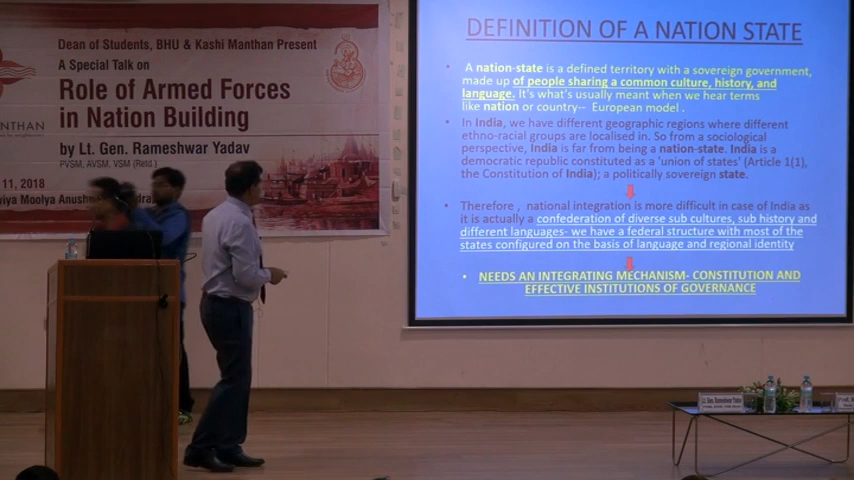 Dean of Students, BHU & Kashi Manthan Present
A Special Talk on
Role of Armed Forces
in Nation Building
by Lt. Gen. Rameshwar Yadav
PVSM, AVSM, VSM (Retd.)
11, 2018
Moolya Anush
ANTHAN
DEFINITION OF A NATION STATE
• A nation-state is a defined territory with a sovereign government,
made up of people sharing a common culture, history, and
language. It's what's usually meant when we hear terms
like nation or country-- European model .
• In India, we have different geographic regions where different
ethno-racial groups are localised in. So from a sociological
perspective, India is far from being a nation-state. India is a
democratic republic constituted as a 'union of states' (Article 1(1),
the Constitution of India); a politically sovereign state.
• Therefore , national integration is more difficult in case of India as
it is actually a confederation of diverse sub cultures, sub history and
different languages- we have a federal structure with most of the
states configured on the basis of language and regional identity
• NEEDS AN INTEGRATING MECHANISM- CONSTITUTION AND
EFFECTIVE INSTITUTIONS OF GOVERNANCE
Lt. Gen. Rameshwar Yadav
Prof.